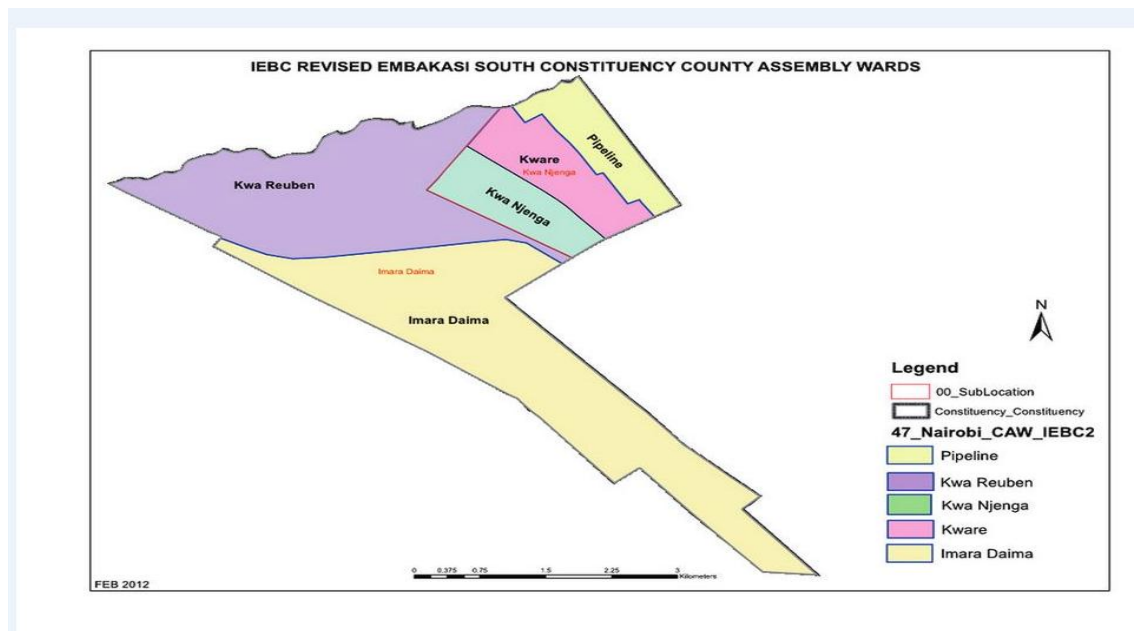 IEBC REVISED EMBAKASI SOUTH CONSTITUENCY COUNTY ASSEMBLY WARDS
Pipeline
Kware
Kwa Njenga
Kwa Reuben
Kwa Njenga
Imara Daima
Imara Daima
N
Legend
00_SubLocation
Constituency_Constituency
47_Nairobi_CAW_IEBC2
Pipeline
Kwa Reuben
Kwa Njenga
Kware
Imara Daima
0 0.375 0.75 1.5 2.25 3
Kilometers
FEB 2012